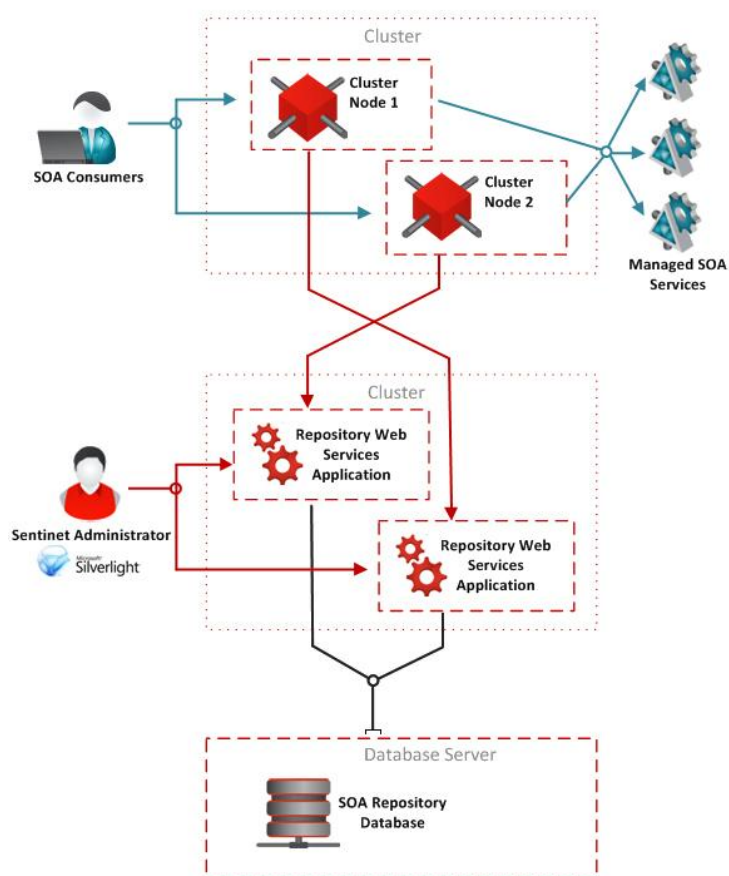 Cluster
Cluster
Node 1
SOA Consumers
Cluster
Node 2
Managed SOA
Services
Cluster
Repository Web
Services
Application
Sentinet Administrator
Microsoft®
Silverlight
Repository Web
Services
Application
Database Server
SOA Repository
Database